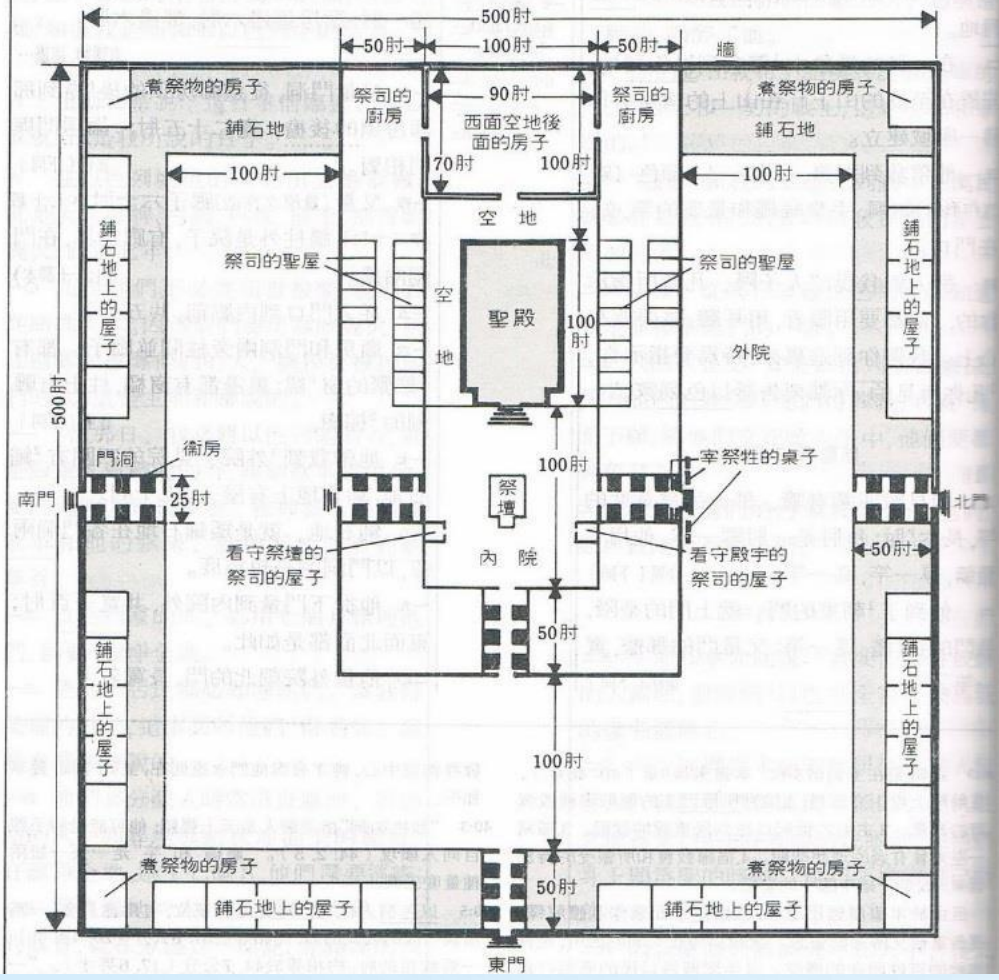 500肘
50肘
100肘
50肘
牆
煮祭物的房子
祭司的
廚房
90肘
祭司的
廚房
煮祭物的房子
鋪石地
西面空地後
面的房子
鋪石地
100肘
70肘
100肘
100肘
空地
鋪石地上的屋子
祭司的聖屋
祭司的聖屋
鋪石地上的屋子
空地
聖殿
100肘
外院
500肘
門洞
衞房
100肘
宰祭牲的桌子
南門
25肘
祭壇
北門
看守祭壇的
祭司的屋子
內院
看守殿宇的
祭司的屋子
50肘
50肘
鋪石地上的屋子
鋪石地上的屋子
100肘
煮祭物的房子
50肘
煮祭物的房子
鋪石地上的屋子
鋪石地上的屋子
東門